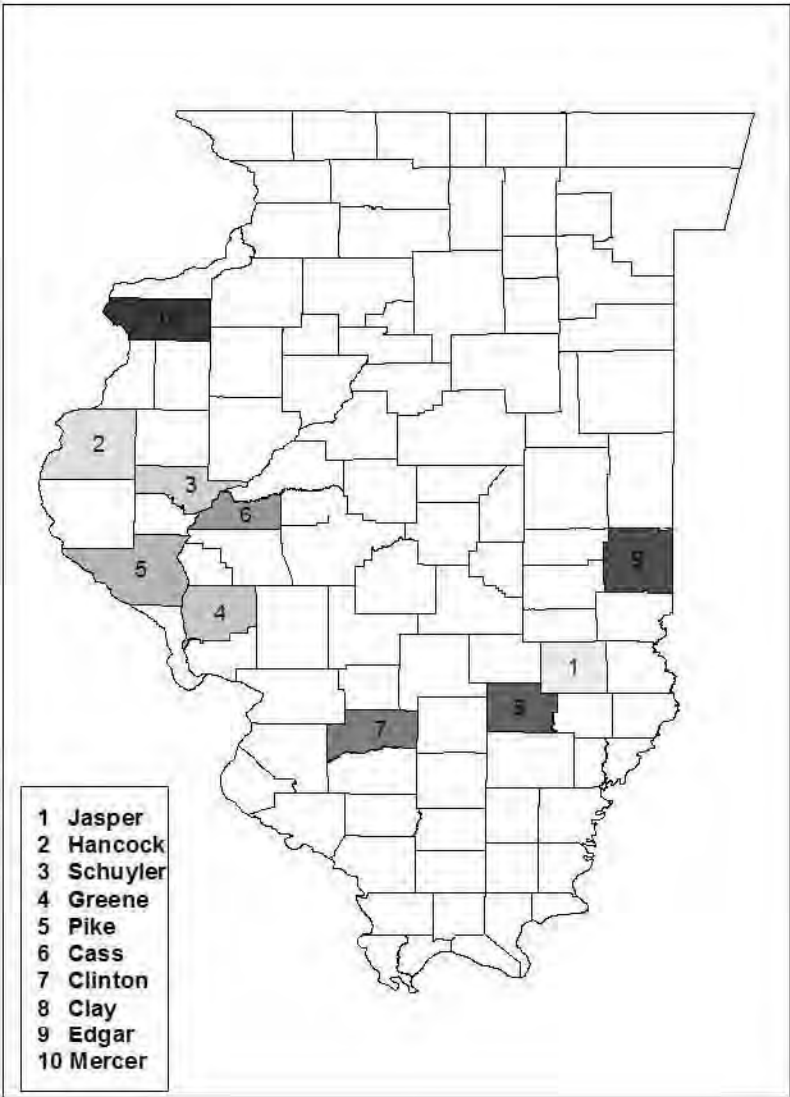 2
3
6
5
9
4
1
8
7
1 Jasper
2 Hancock
3 Schuyler
4 Greene
5 Pike
6 Cass
7 Clinton
8 Clay
9 Edgar
10 Mercer